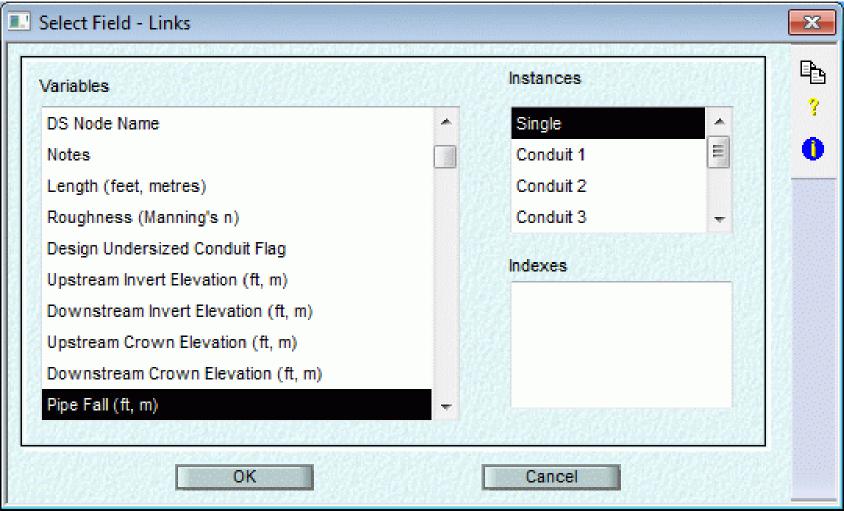 Select Field - Links
Variables
DS Node Name
Notes
Length (feet, metres)
Roughness (Manning's n)
Design Undersized Conduit Flag
Upstream Invert Elevation (ft, m)
Downstream Invert Elevation (ft, m)
Upstream Crown Elevation (ft, m)
Downstream Crown Elevation (ft, m)
Pipe Fall (ft, m)
Instances
Single
Conduit 1
Conduit 2
Conduit 3
Indexes
?
i
OK
Cancel